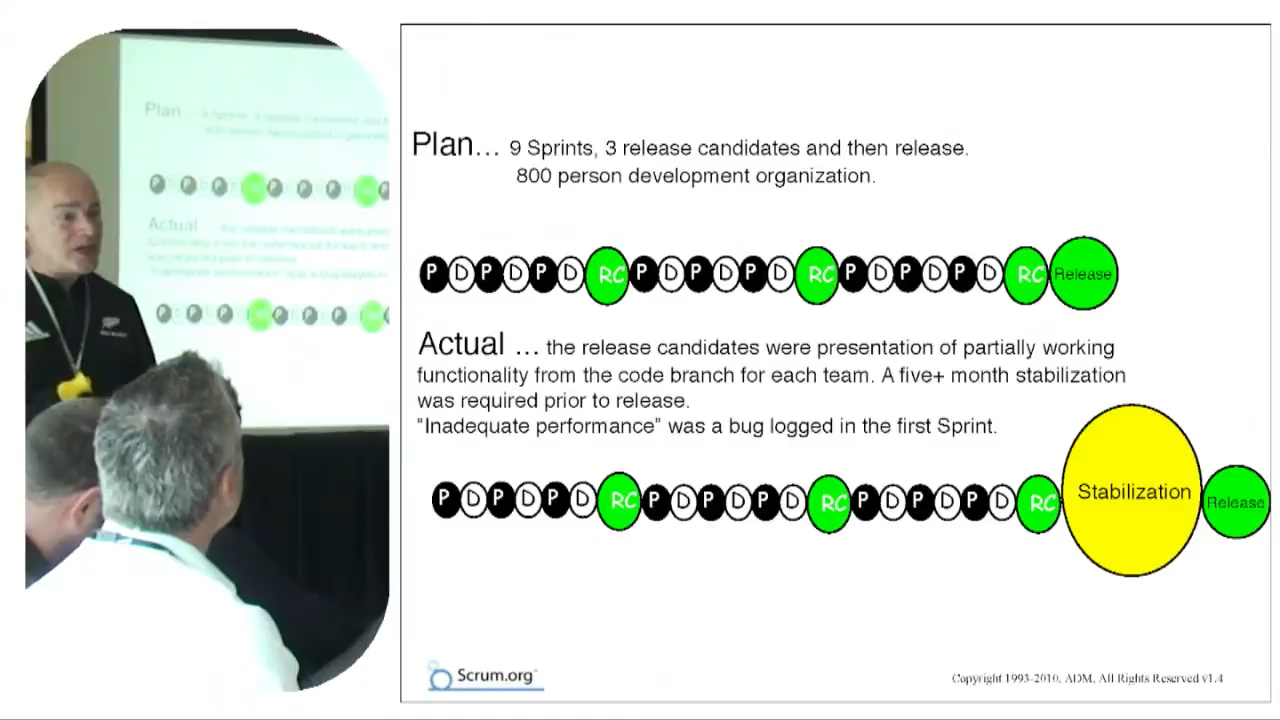 Plan… 9 Sprints, 3 release candidates and then release.
800 person development organization.
P D P D P D RC P D P D P D RC P D P D P D RC Release
Actual … the release candidates were presentation of partially working
functionality from the code branch for each team. A five+ month stabilization
was required prior to release.
“Inadequate performance” was a bug logged in the first Sprint.
P D P D P D RC P D P D P D RC P D P D P D RC Stabilization Release
Scrum.org
Copyright 1993-2010, ADM, All Rights Reserved v1.4
Plan
Actual